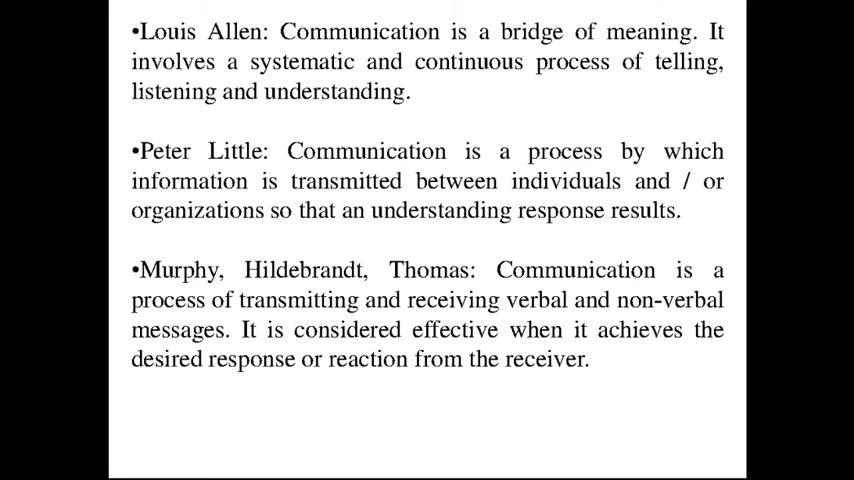 •Louis Allen: Communication is a bridge of meaning. It
involves a systematic and continuous process of telling,
listening and understanding.
•Peter Little: Communication is a process by which
information is transmitted between individuals and / or
organizations so that an understanding response results.
•Murphy, Hildebrandt, Thomas: Communication is a
process of transmitting and receiving verbal and non-verbal
messages. It is considered effective when it achieves the
desired response or reaction from the receiver.